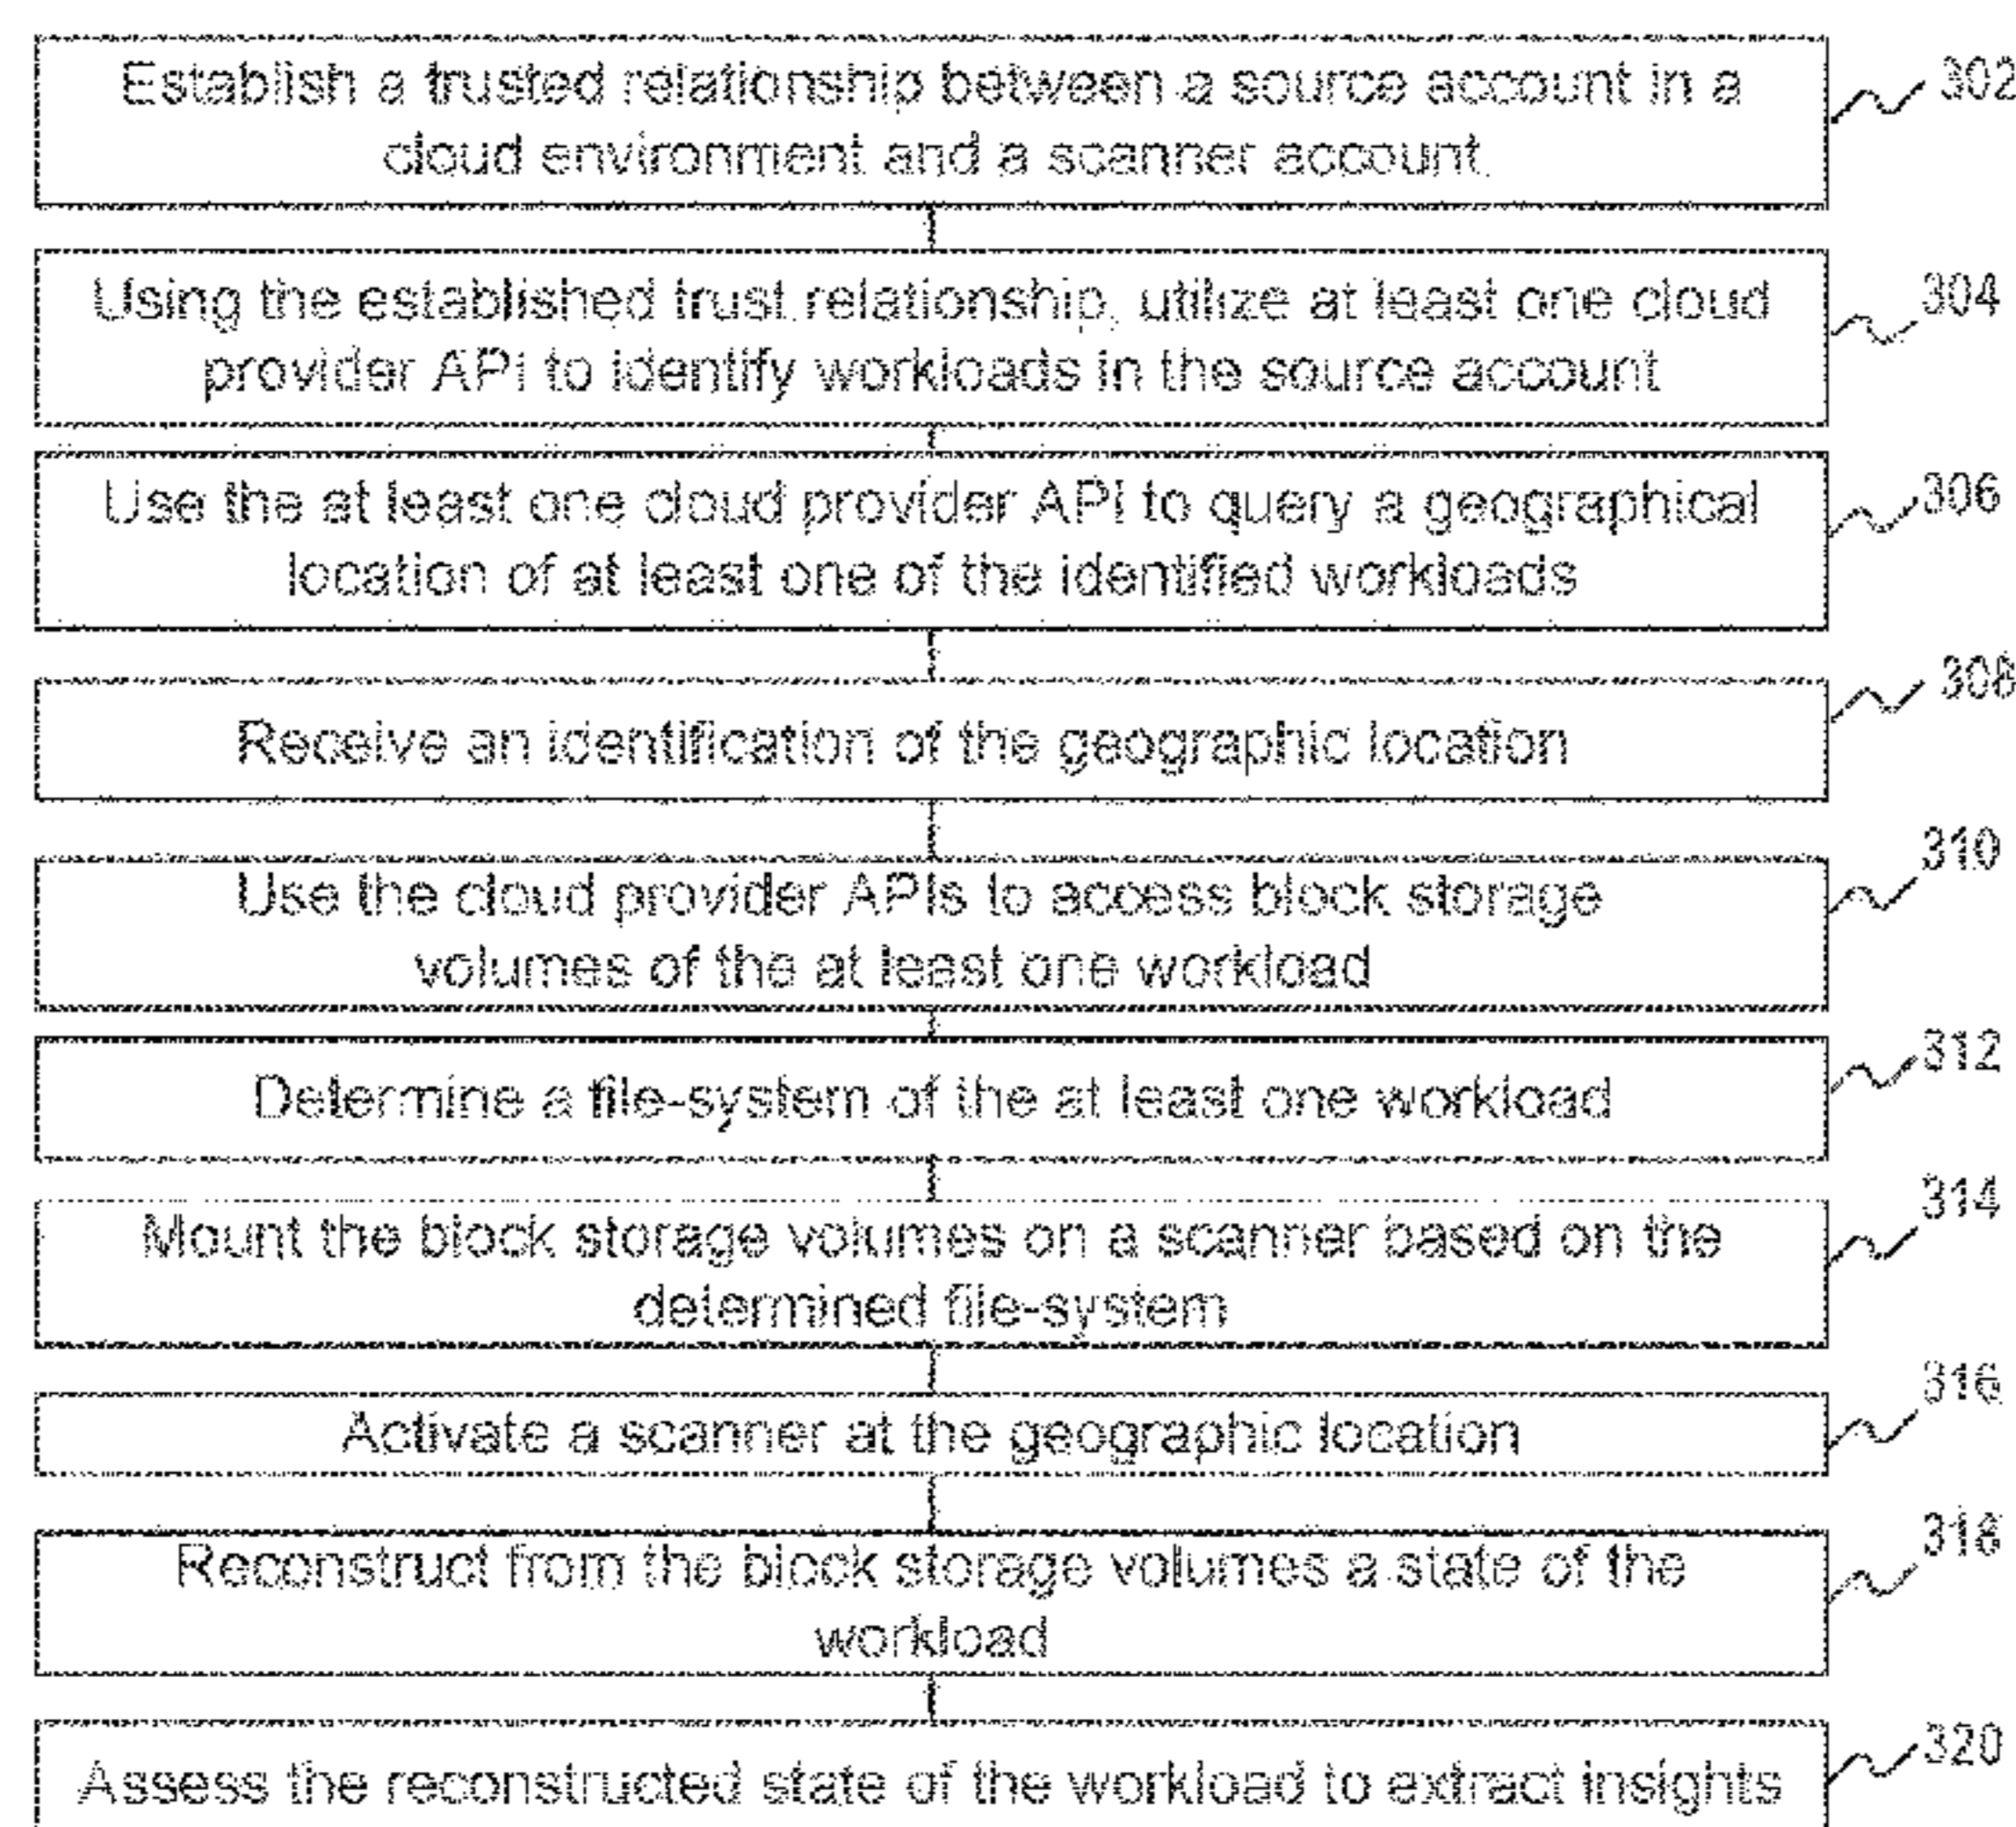 Establish a trusted relationship between a source account in a
cloud environment and a scanner account.
302
Using the established trust relationship, utilize at least one cloud
provider API to identify workloads in the source account
304
Use the at least one cloud provider API to query a geographical
location of at least one of the identified workloads
306
Receive an identification of the geographic location
308
Use the cloud provider APIs to access block storage
volumes of the at least one workload
310
Determine a file-system of the at least one workload
312
Mount the block storage volumes on a scanner based on the
determined file-system
314
Activate a scanner at the geographic location
316
Reconstruct from the block storage volumes a state of the
workload
318
Assess the reconstructed state of the workload to extract insights
320